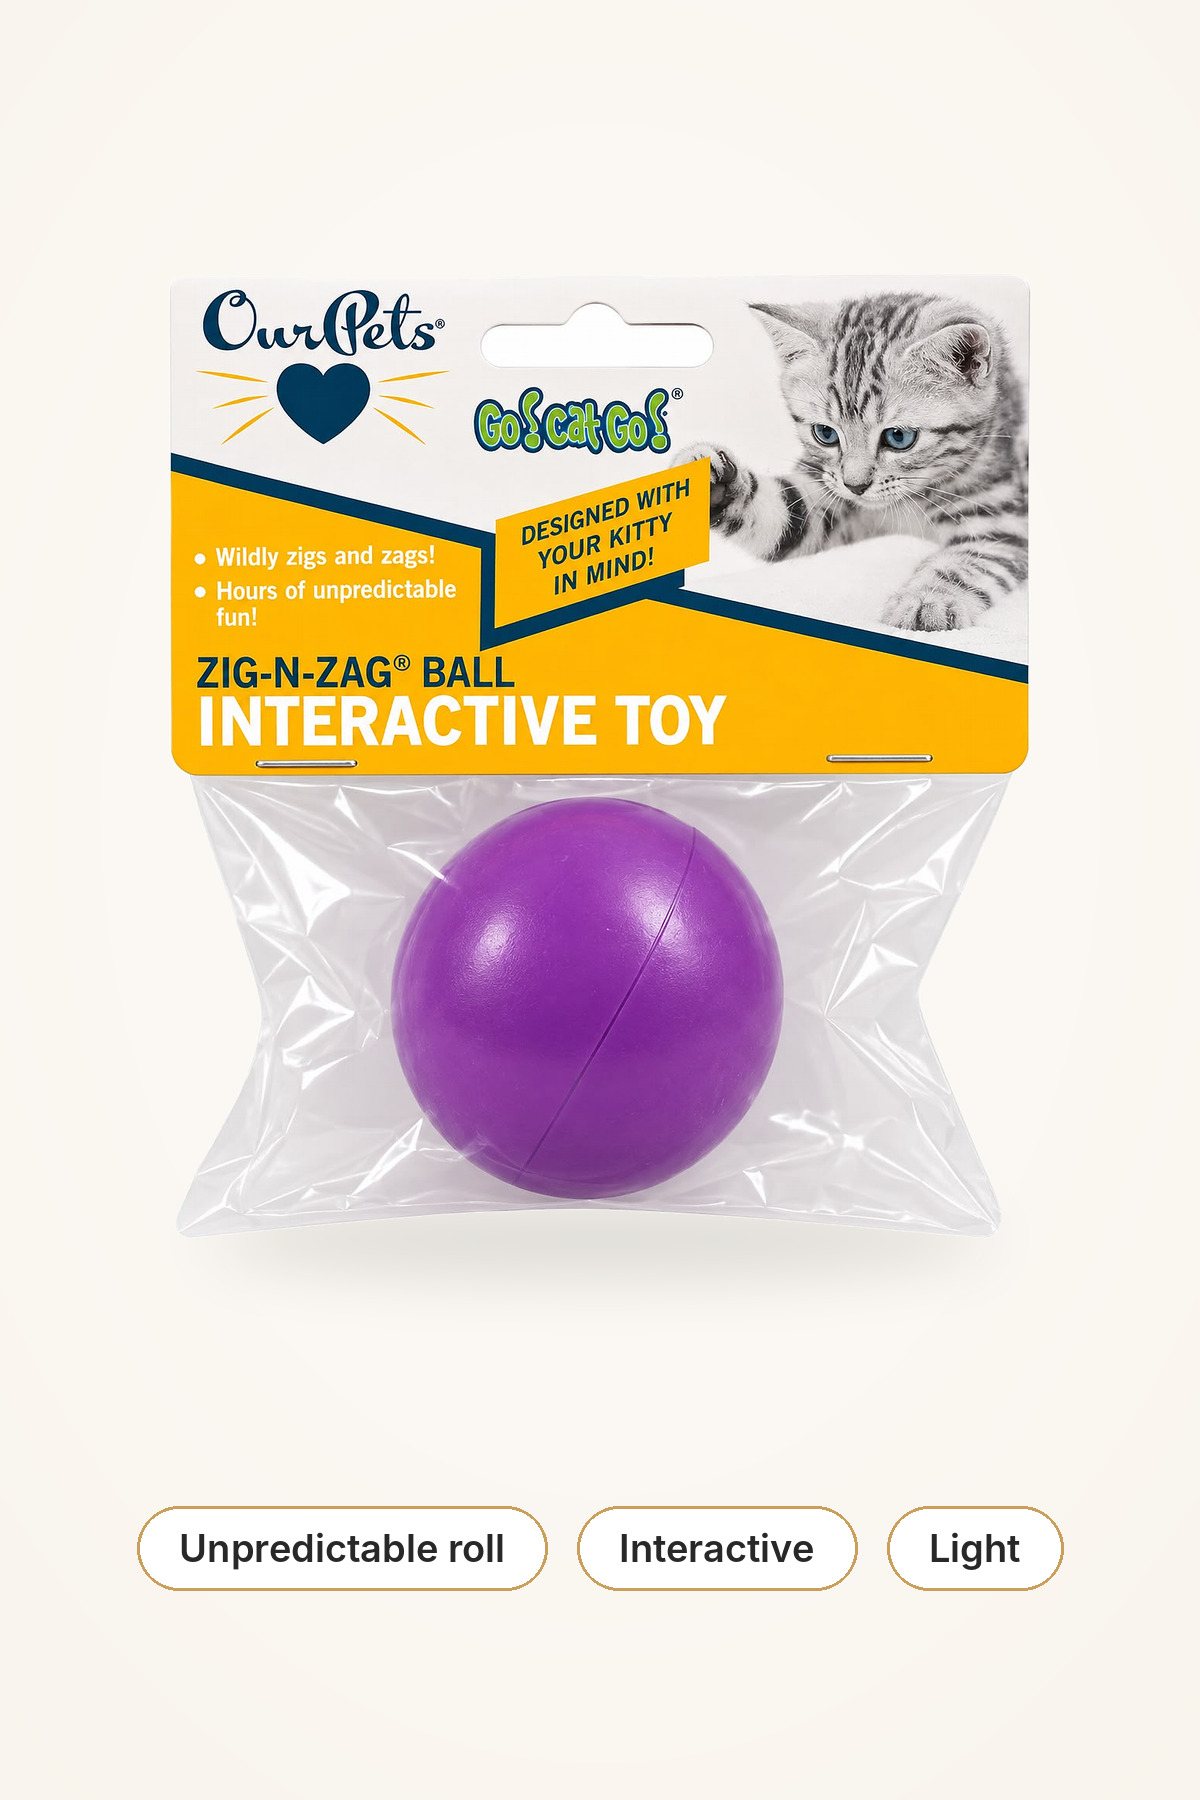 OurPets®
Go! Cat Go!®
DESIGNED WITH
YOUR KITTY
IN MIND!
• Wildly zigs and zags!
• Hours of unpredictable
fun!
ZIG-N-ZAG® BALL
INTERACTIVE TOY
Unpredictable roll
Interactive
Light